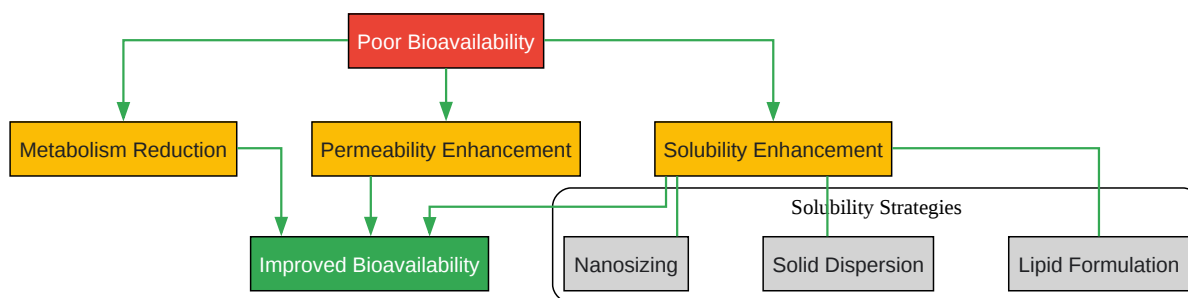 Poor Bioavailability
Metabolism Reduction
Permeability Enhancement
Solubility Enhancement
Solubility Strategies
Improved Bioavailability
Nanosizing
Solid Dispersion
Lipid Formulation